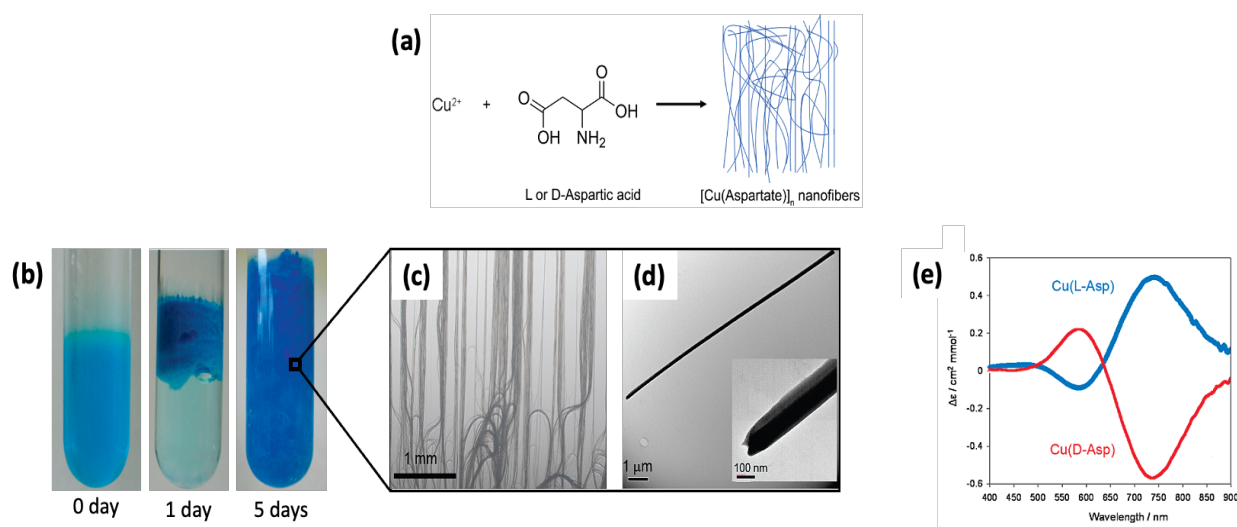 (a)
Cu²⁺ + O OH NH₂ O OH
L or D-Aspartic acid [Cu(Aspartate)]ₙ nanofibers
(b)
0 day 1 day 5 days
(c)
1 mm
(d)
1 μm
100 nm
(e)
Δε / cm² mmol⁻¹
0.6
0.4
0.2
0
-0.2
-0.4
-0.6
Cu(L-Asp)
Cu(D-Asp)
400 450 500 550 600 650 700 750 800 850 900
Wavelength / nm